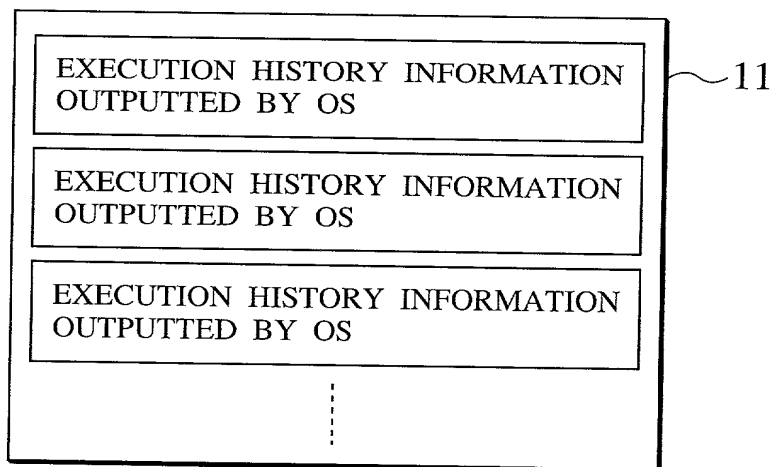 EXECUTION HISTORY INFORMATION
OUTPUTTED BY OS
11
EXECUTION HISTORY INFORMATION
OUTPUTTED BY OS
EXECUTION HISTORY INFORMATION
OUTPUTTED BY OS